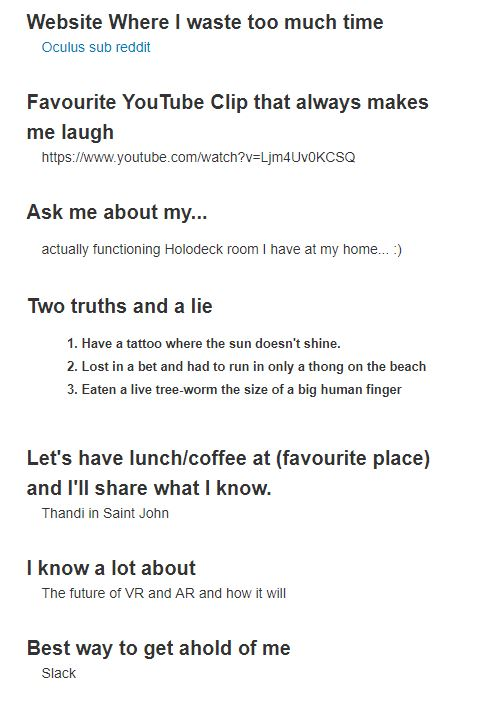 Website Where I waste too much time
Oculus sub reddit
Favourite YouTube Clip that always makes
me laugh
https://www.youtube.com/watch?v=Ljm4Uv0KCSQ
Ask me about my...
actually functioning Holodeck room I have at my home... :)
Two truths and a lie
1. Have a tattoo where the sun doesn't shine.
2. Lost in a bet and had to run in only a thong on the beach
3. Eaten a live tree-worm the size of a big human finger
Let's have lunch/coffee at (favourite place)
and I'll share what I know.
Thandi in Saint John
I know a lot about
The future of VR and AR and how it will
Best way to get ahold of me
Slack